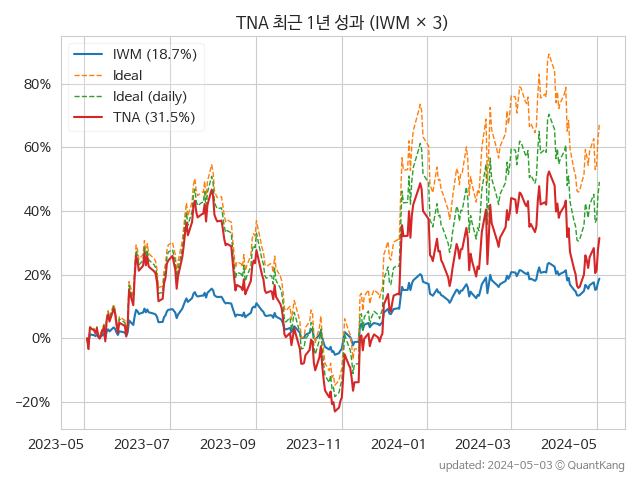 TNA 최근 1년 성과 (IWM × 3)
IWM (18.7%)
Ideal
Ideal (daily)
TNA (31.5%)
80%
60%
40%
20%
0%
−20%
2023-05 2023-07 2023-09 2023-11 2024-01 2024-03 2024-05
updated: 2024-05-03 © QuantKang